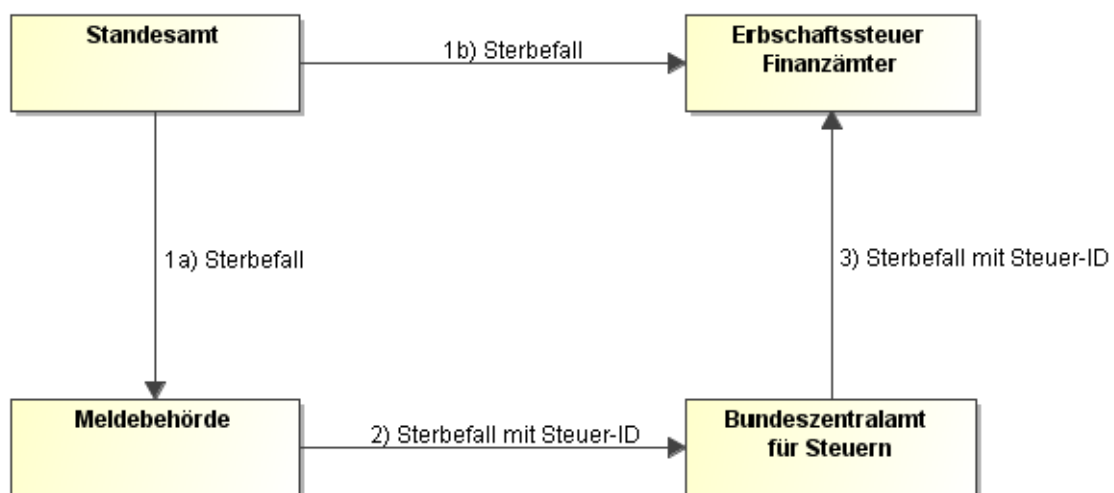 Standesamt
1b) Sterbefall
Erbschaftssteuer
Finanzämter
1a) Sterbefall
3) Sterbefall mit Steuer-ID
Meldebehörde
2) Sterbefall mit Steuer-ID
Bundeszentralamt
für Steuern